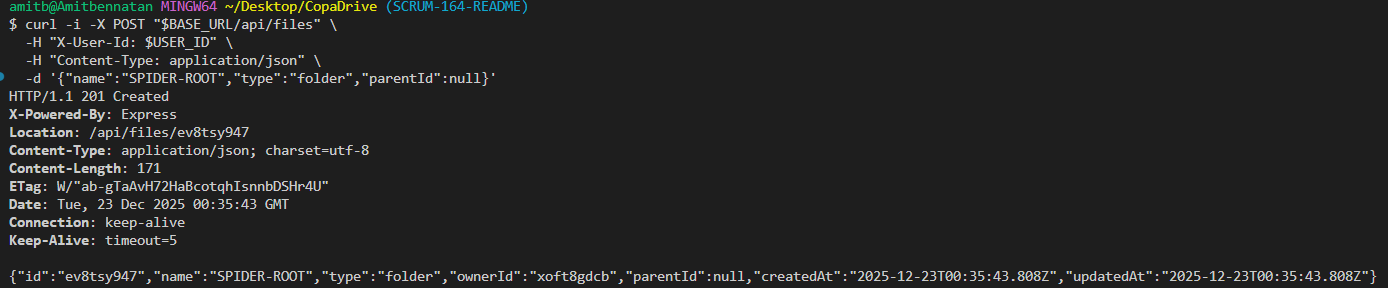 amitb@Amitbennatan MINGW64 ~/Desktop/CopaDrive (SCRUM-164-README)
$ curl -i -X POST "$BASE_URL/api/files" \
  -H "X-User-Id: $USER_ID" \
  -H "Content-Type: application/json" \
  -d '{"name":"SPIDER-ROOT","type":"folder","parentId":null}'
HTTP/1.1 201 Created
X-Powered-By: Express
Location: /api/files/ev8tsy947
Content-Type: application/json; charset=utf-8
Content-Length: 171
ETag: W/"ab-gTaAvH72HaBcotqhIsnnbDSHr4U"
Date: Tue, 23 Dec 2025 00:35:43 GMT
Connection: keep-alive
Keep-Alive: timeout=5

{"id":"ev8tsy947","name":"SPIDER-ROOT","type":"folder","ownerId":"xoft8gdcb","parentId":null,"createdAt":"2025-12-23T00:35:43.808Z","updatedAt":"2025-12-23T00:35:43.808Z"}